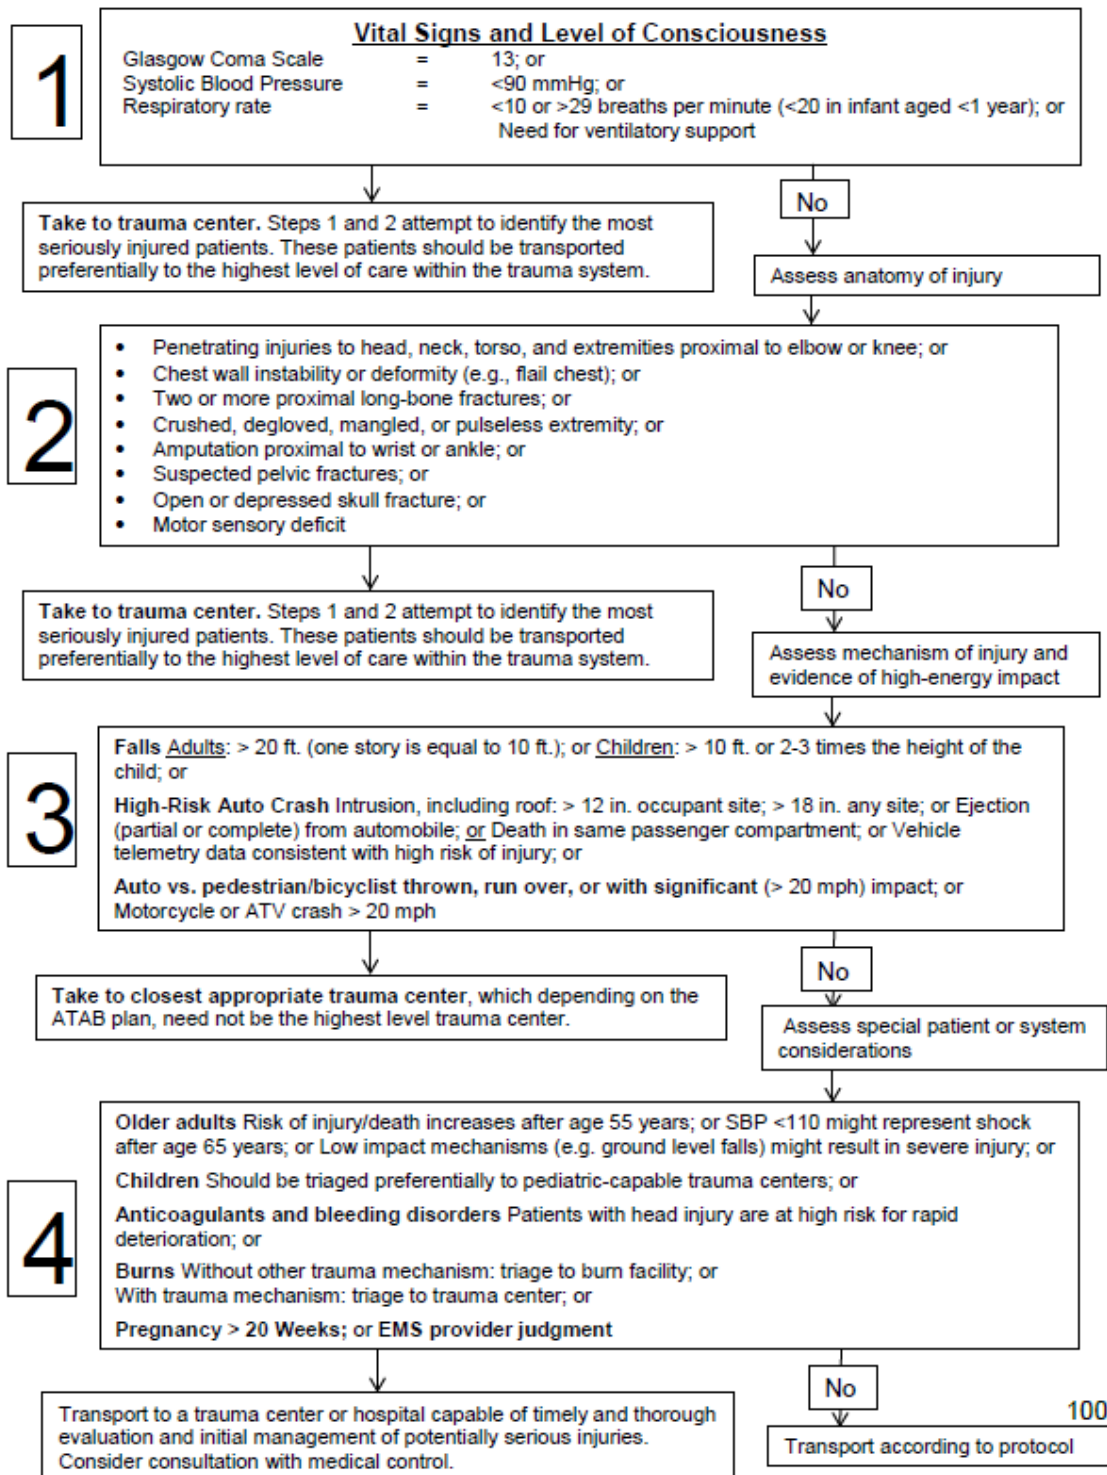 1
Vital Signs and Level of Consciousness
Glasgow Coma Scale = 13; or
Systolic Blood Pressure = <90 mmHg; or
Respiratory rate = <10 or >29 breaths per minute (<20 in infant aged <1 year); or
Need for ventilatory support
No
Take to trauma center. Steps 1 and 2 attempt to identify the most
seriously injured patients. These patients should be transported
preferentially to the highest level of care within the trauma system.
Assess anatomy of injury
2
• Penetrating injuries to head, neck, torso, and extremities proximal to elbow or knee; or
• Chest wall instability or deformity (e.g., flail chest); or
• Two or more proximal long-bone fractures; or
• Crushed, degloved, mangled, or pulseless extremity; or
• Amputation proximal to wrist or ankle; or
• Suspected pelvic fractures; or
• Open or depressed skull fracture; or
• Motor sensory deficit
No
Take to trauma center. Steps 1 and 2 attempt to identify the most
seriously injured patients. These patients should be transported
preferentially to the highest level of care within the trauma system.
Assess mechanism of injury and
evidence of high-energy impact
3
Falls Adults: > 20 ft. (one story is equal to 10 ft.); or Children: > 10 ft. or 2-3 times the height of the
child; or
High-Risk Auto Crash Intrusion, including roof: > 12 in. occupant site; > 18 in. any site; or Ejection
(partial or complete) from automobile; or Death in same passenger compartment; or Vehicle
telemetry data consistent with high risk of injury; or
Auto vs. pedestrian/bicyclist thrown, run over, or with significant (> 20 mph) impact; or
Motorcycle or ATV crash > 20 mph
No
Take to closest appropriate trauma center, which depending on the
ATAB plan, need not be the highest level trauma center.
Assess special patient or system
considerations
4
Older adults Risk of injury/death increases after age 55 years; or SBP <110 might represent shock
after age 65 years; or Low impact mechanisms (e.g. ground level falls) might result in severe injury; or
Children Should be triaged preferentially to pediatric-capable trauma centers; or
Anticoagulants and bleeding disorders Patients with head injury are at high risk for rapid
deterioration; or
Burns Without other trauma mechanism: triage to burn facility; or
With trauma mechanism: triage to trauma center; or
Pregnancy > 20 Weeks; or EMS provider judgment
No
Transport to a trauma center or hospital capable of timely and thorough
evaluation and initial management of potentially serious injuries.
Consider consultation with medical control.
100
Transport according to protocol